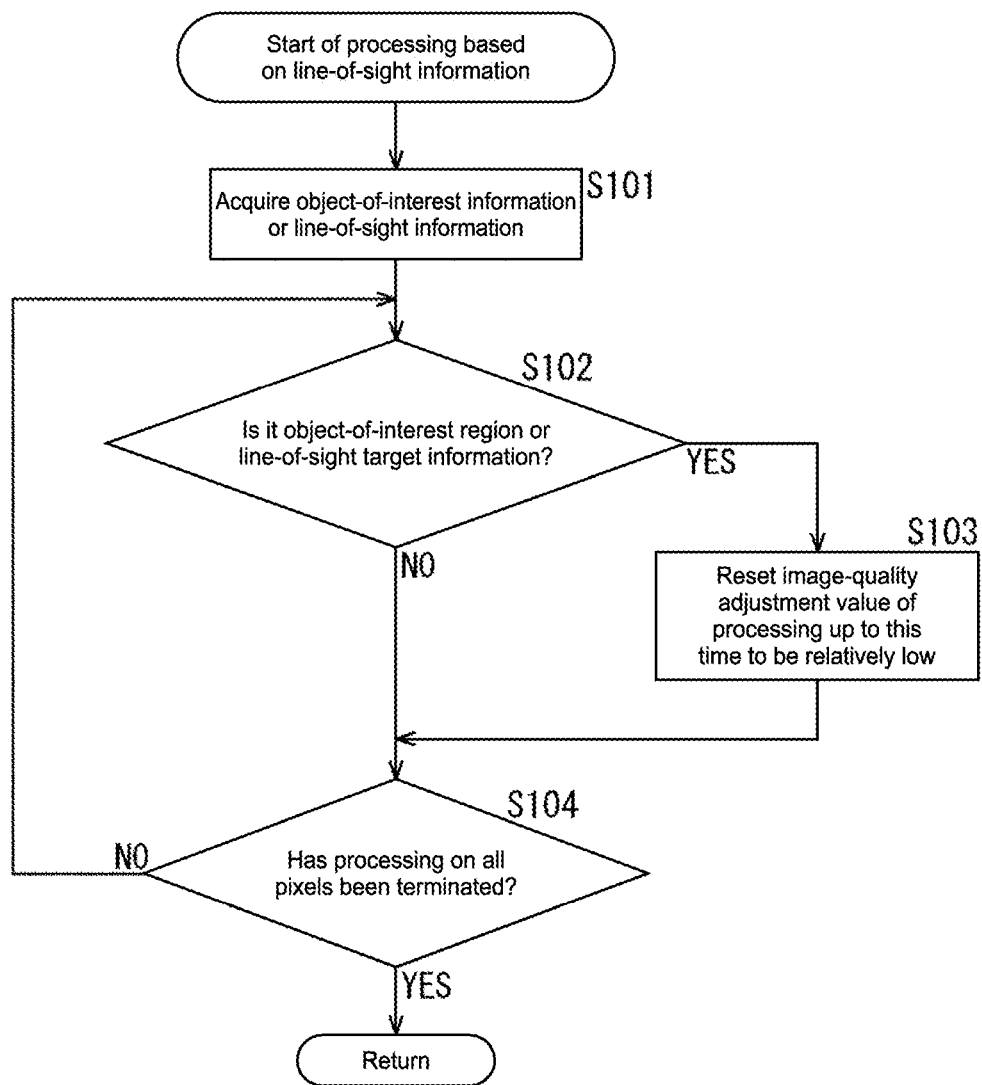 Start of processing based
on line-of-sight information
S101
Acquire object-of-interest information
or line-of-sight information
S102
Is it object-of-interest region or
line-of-sight target information?
YES
NO
S103
Reset image-quality
adjustment value of
processing up to this
time to be relatively low
S104
NO
Has processing on all
pixels been terminated?
YES
Return